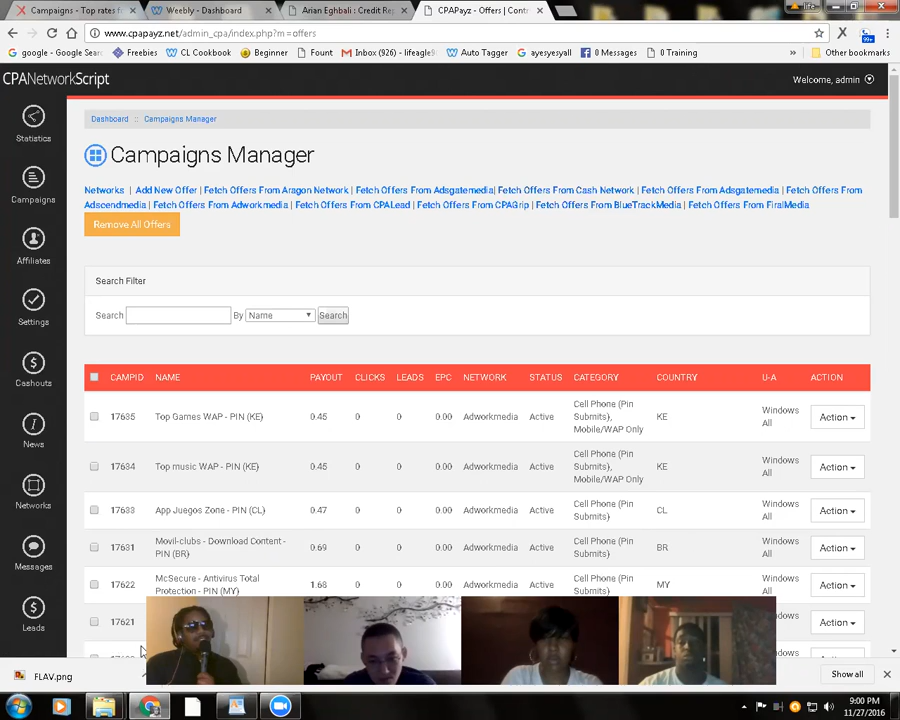 Campaigns - Top rates f
Weebly - Dashboard
Arian Eghbali : Credit Re
CPAPayz - Offers | Cont
life
www.cpapayz.net/admin_cpa/index.php?m=offers
google - Google Search
Freebies
CL Cookbook
Beginner
Fount
Inbox (926) - lifeagle9
Auto Tagger
ayesyesyall
0 Messages
0 Training
»
Other bookmarks
99+
CPANetworkScript
Welcome, admin
Statistics
Campaigns
Affiliates
Settings
Cashouts
News
Networks
Messages
Leads
Dashboard :: Campaigns Manager
Campaigns Manager
Networks | Add New Offer | Fetch Offers From Aragon Network | Fetch Offers From Adsgatemedia| Fetch Offers From Cash Network | Fetch Offers From Adsgatemedia | Fetch Offers From
Adscendmedia | Fetch Offers From Adworkmedia | Fetch Offers From CPALead | Fetch Offers From CPAGrip | Fetch Offers From BlueTrackMedia | Fetch Offers From FiralMedia
Remove All Offers
Search Filter
Search By Name Search
CAMPID NAME PAYOUT CLICKS LEADS EPC NETWORK STATUS CATEGORY COUNTRY U-A ACTION
17635 Top Games WAP - PIN (KE) 0.45 0 0 0.00 Adworkmedia Active Cell Phone (Pin Submits), Mobile/WAP Only KE Windows All Action
17634 Top music WAP - PIN (KE) 0.45 0 0 0.00 Adworkmedia Active Cell Phone (Pin Submits), Mobile/WAP Only KE Windows All Action
17633 App Juegos Zone - PIN (CL) 0.47 0 0 0.00 Adworkmedia Active Cell Phone (Pin Submits) CL Windows All Action
17631 Movil-clubs - Download Content - PIN (BR) 0.69 0 0 0.00 Adworkmedia Active Cell Phone (Pin Submits) BR Windows All Action
17622 McSecure - Antivirus Total Protection - PIN (MY) 1.68 0 0 0.00 Adworkmedia Active Cell Phone (Pin Submits) MY Windows All Action
17621 Action
FLAV.png
Show all
9:00 PM
11/27/2016